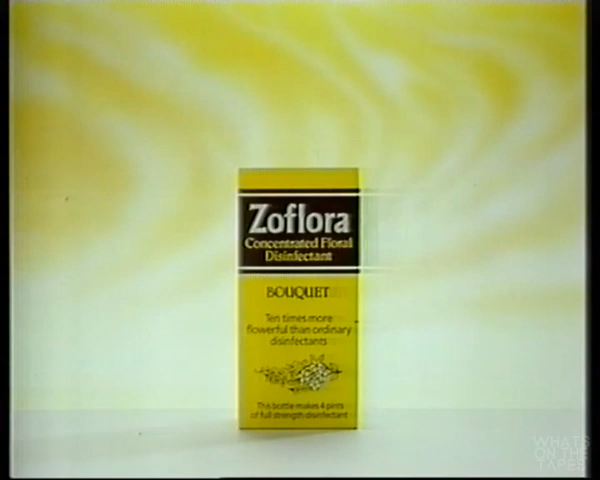 Zoflora
Concentrated Floral
Disinfectant
BOUQUET
Ten times more
flowerful than ordinary
disinfectants
This bottle makes 4 pints
of full strength disinfectant
WHATS
ON THE
TAPES